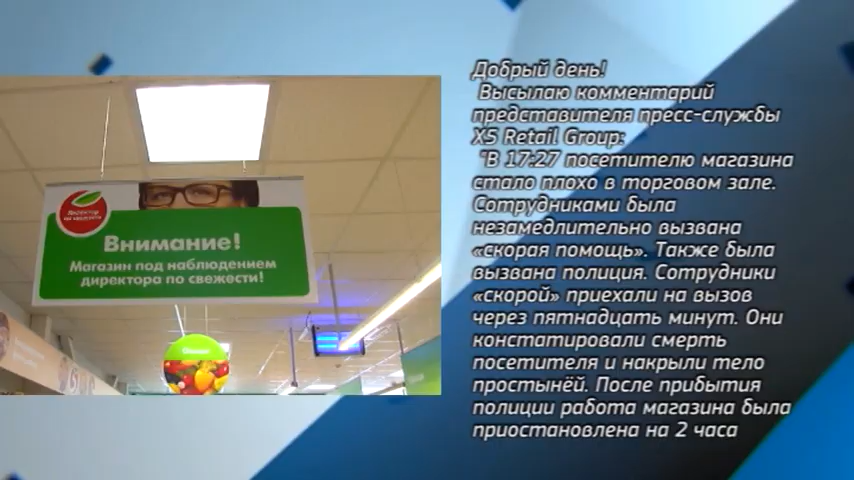 Директор
по свежести
Внимание!
Магазин под наблюдением
директора по свежести!
Добрый день!
Высылаю комментарий
представителя пресс-службы
X5 Retail Group:
"В 17:27 посетителю магазина
стало плохо в торговом зале.
Сотрудниками была
незамедлительно вызвана
«скорая помощь». Также была
вызвана полиция. Сотрудники
«скорой» приехали на вызов
через пятнадцать минут. Они
констатировали смерть
посетителя и накрыли тело
простынёй. После прибытия
полиции работа магазина была
приостановлена на 2 часа